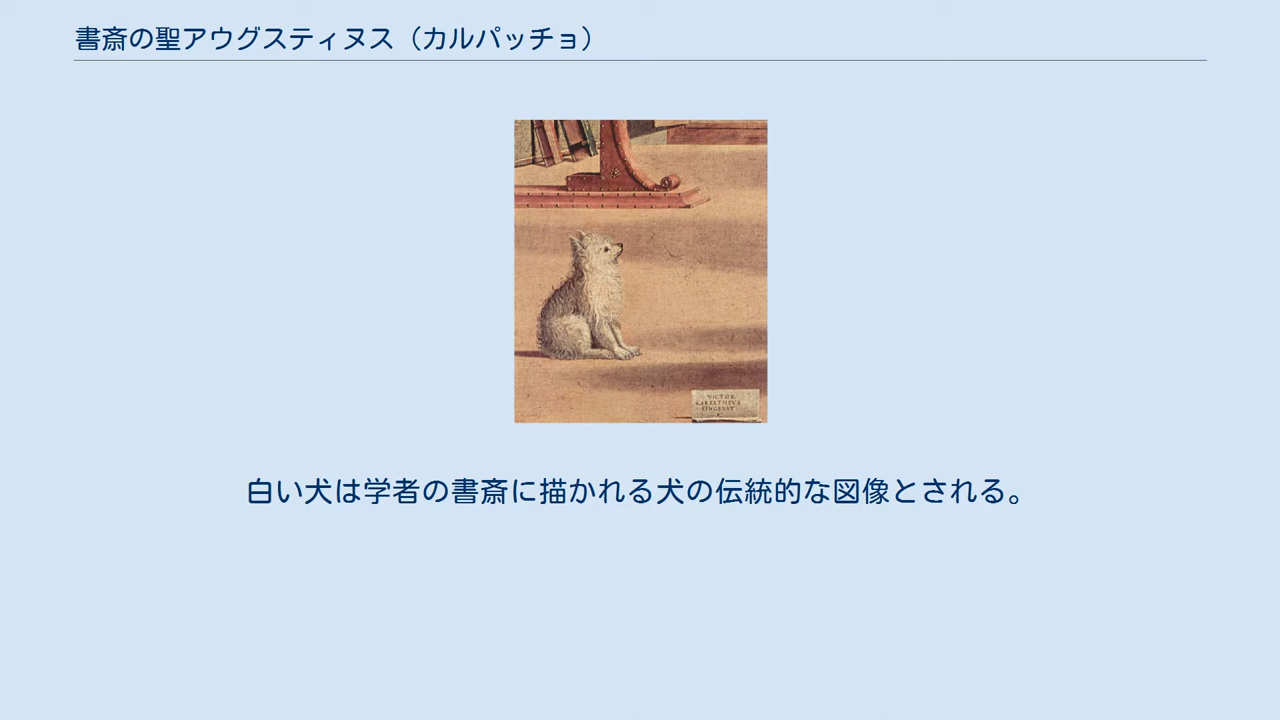 書斎の聖アウグスティヌス（カルパッチョ）
VICTOR
FINGEBAT
白い犬は学者の書斎に描かれる犬の伝統的な図像とされる。